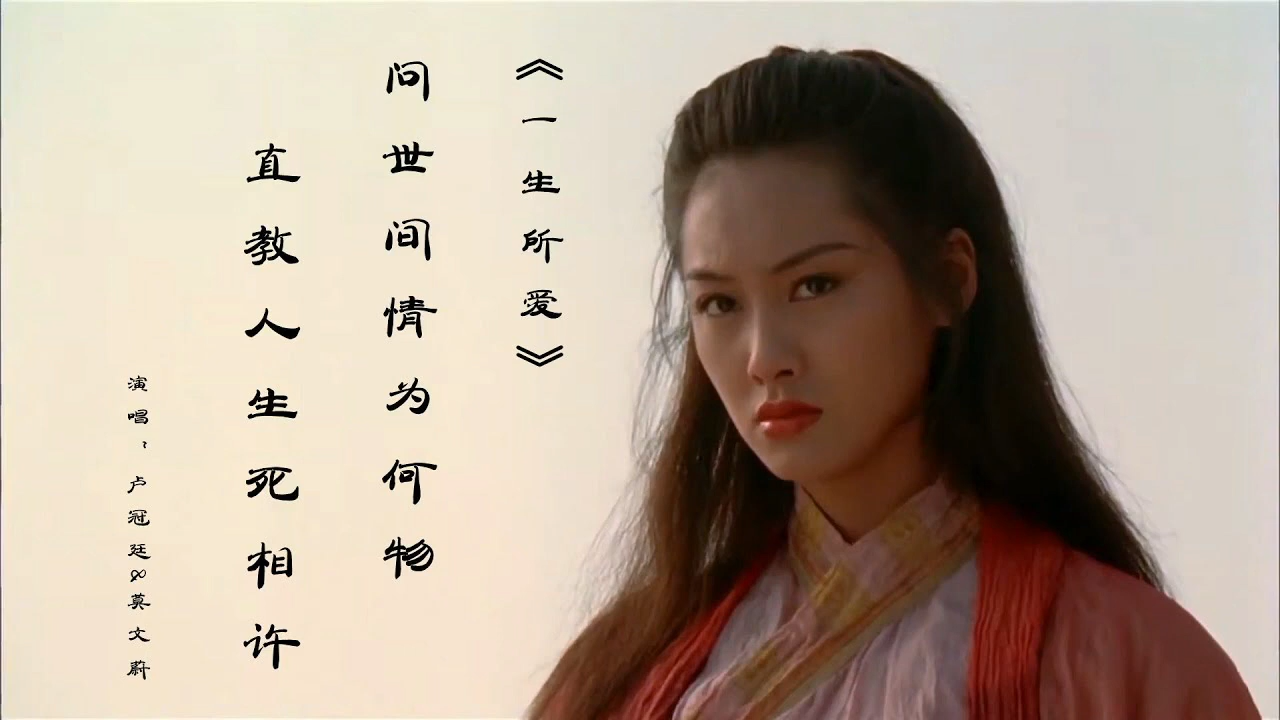 《一生所爱》
问世间情为何物
直教人生死相许
演唱：卢冠廷&莫文蔚